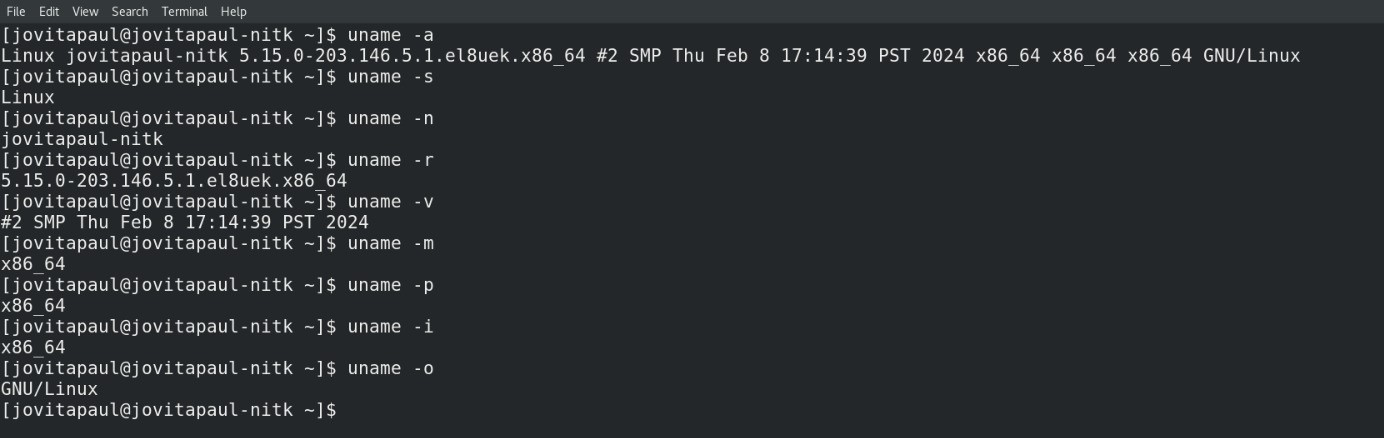 File Edit View Search Terminal Help
[jovitapaul@jovitapaul-nitk ~]$ uname -a
Linux jovitapaul-nitk 5.15.0-203.146.5.1.el8uek.x86_64 #2 SMP Thu Feb 8 17:14:39 PST 2024 x86_64 x86_64 x86_64 GNU/Linux
[jovitapaul@jovitapaul-nitk ~]$ uname -s
Linux
[jovitapaul@jovitapaul-nitk ~]$ uname -n
jovitapaul-nitk
[jovitapaul@jovitapaul-nitk ~]$ uname -r
5.15.0-203.146.5.1.el8uek.x86_64
[jovitapaul@jovitapaul-nitk ~]$ uname -v
#2 SMP Thu Feb 8 17:14:39 PST 2024
[jovitapaul@jovitapaul-nitk ~]$ uname -m
x86_64
[jovitapaul@jovitapaul-nitk ~]$ uname -p
x86_64
[jovitapaul@jovitapaul-nitk ~]$ uname -i
x86_64
[jovitapaul@jovitapaul-nitk ~]$ uname -o
GNU/Linux
[jovitapaul@jovitapaul-nitk ~]$